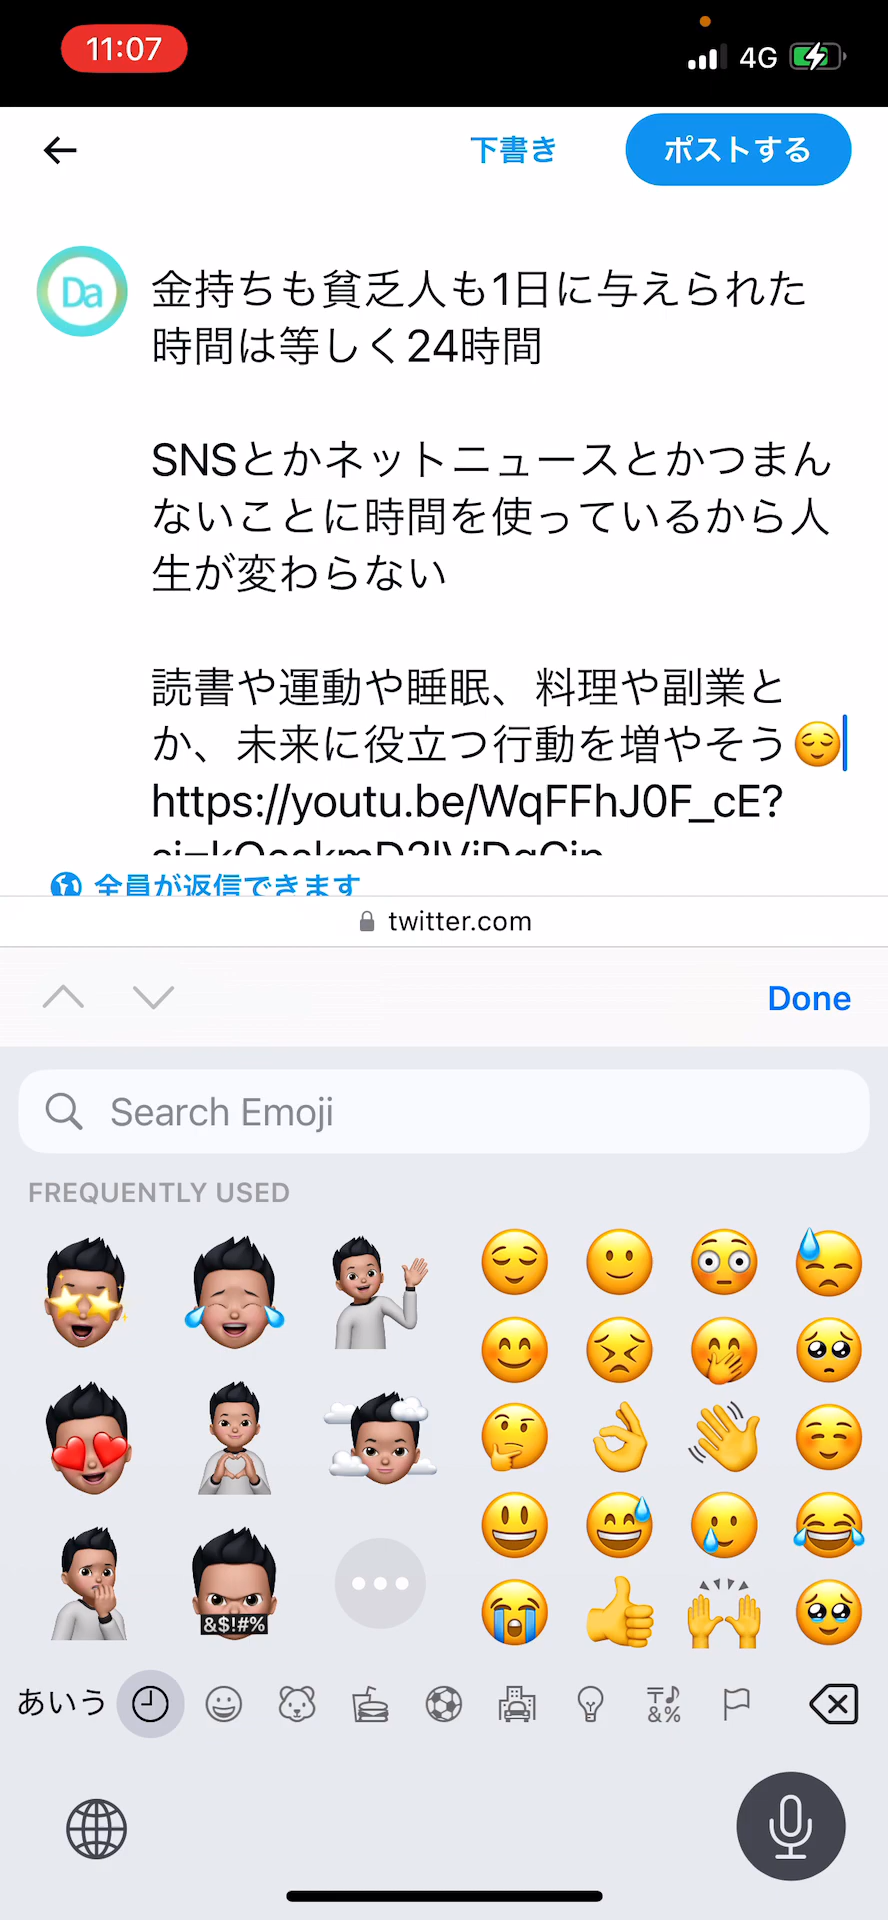 11:07
4G
下書き
ポストする
Da
金持ちも貧乏人も1日に与えられた
時間は等しく24時間
SNSとかネットニュースとかつまん
ないことに時間を使っているから人
生が変わらない
読書や運動や睡眠、料理や副業と
か、未来に役立つ行動を増やそう😌
https://youtu.be/WqFFhJ0F_cE?
全員が返信できます
twitter.com
Done
Search Emoji
FREQUENTLY USED
&$!#%
あいう